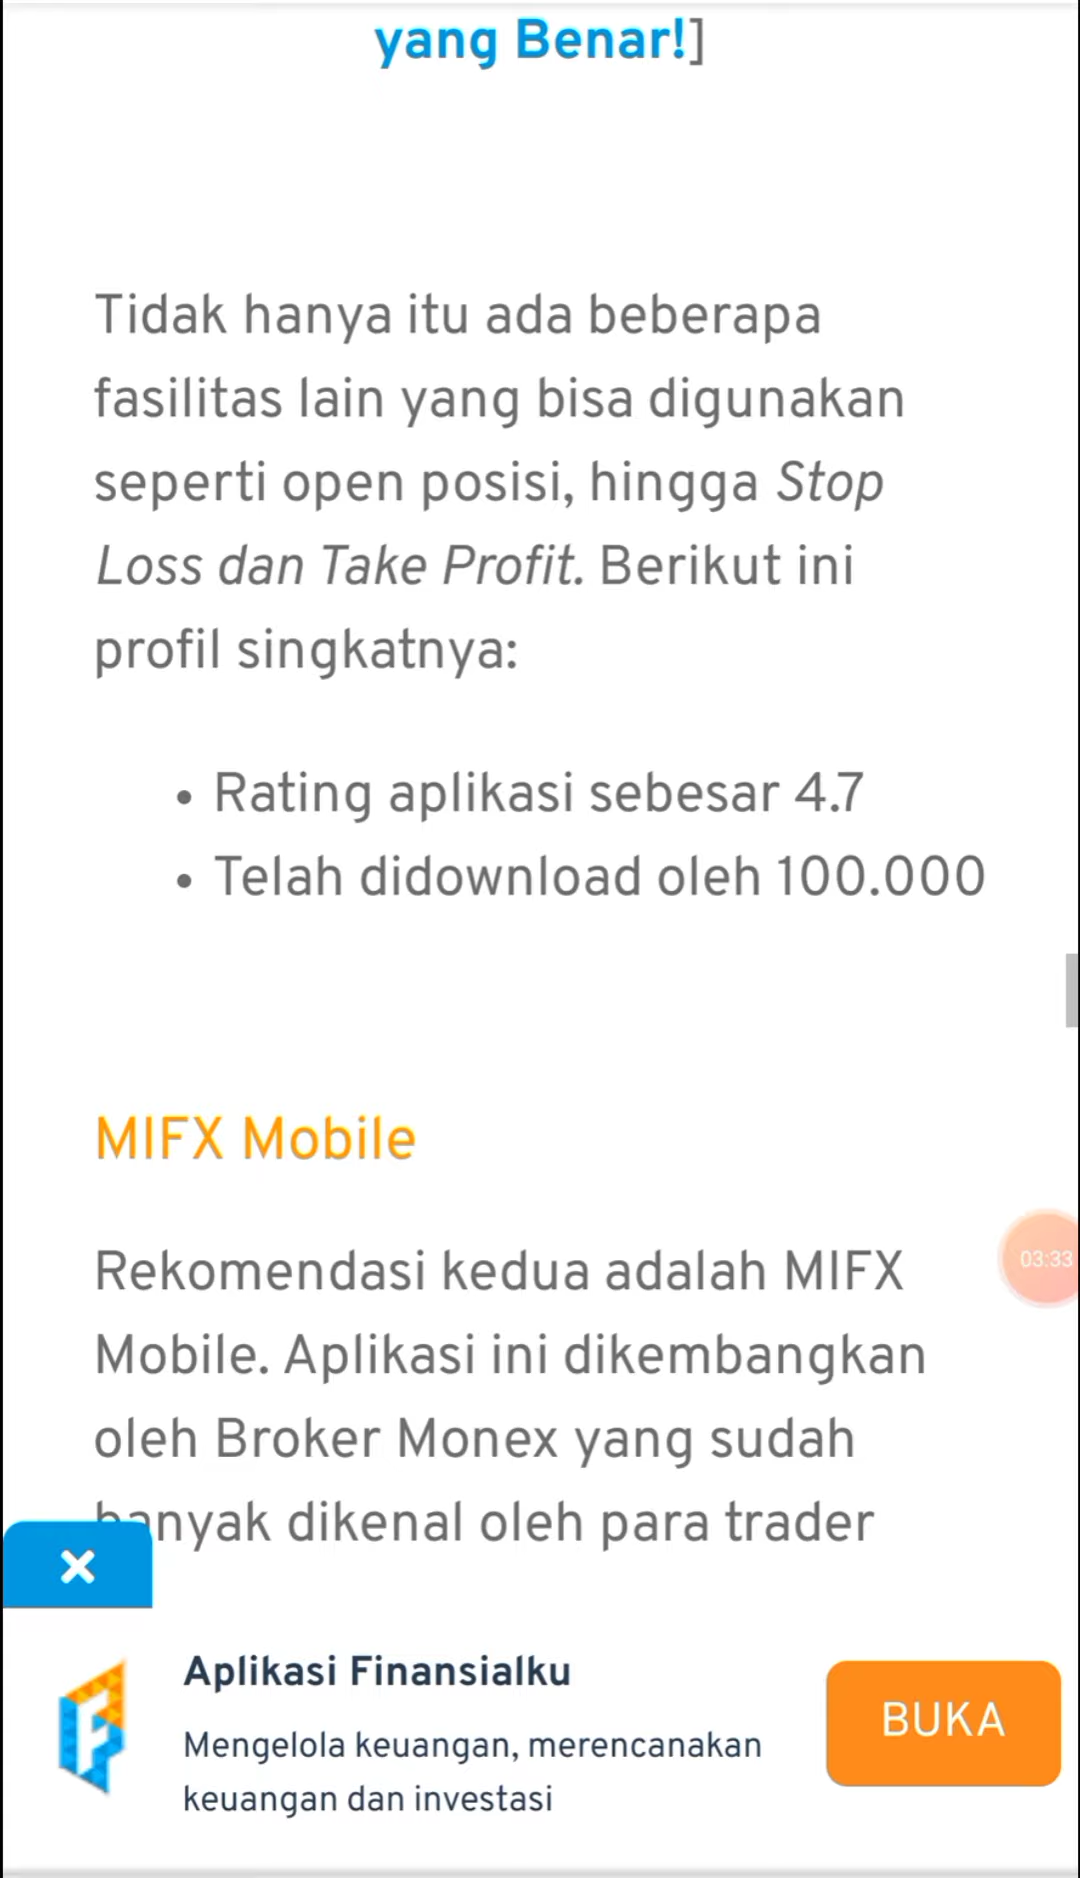 yang Benar!]
Tidak hanya itu ada beberapa
fasilitas lain yang bisa digunakan
seperti open posisi, hingga Stop
Loss dan Take Profit. Berikut ini
profil singkatnya:
• Rating aplikasi sebesar 4.7
• Telah didownload oleh 100.000
MIFX Mobile
Rekomendasi kedua adalah MIFX
03:33
Mobile. Aplikasi ini dikembangkan
oleh Broker Monex yang sudah
banyak dikenal oleh para trader
Aplikasi Finansialku
Mengelola keuangan, merencanakan
keuangan dan investasi
BUKA